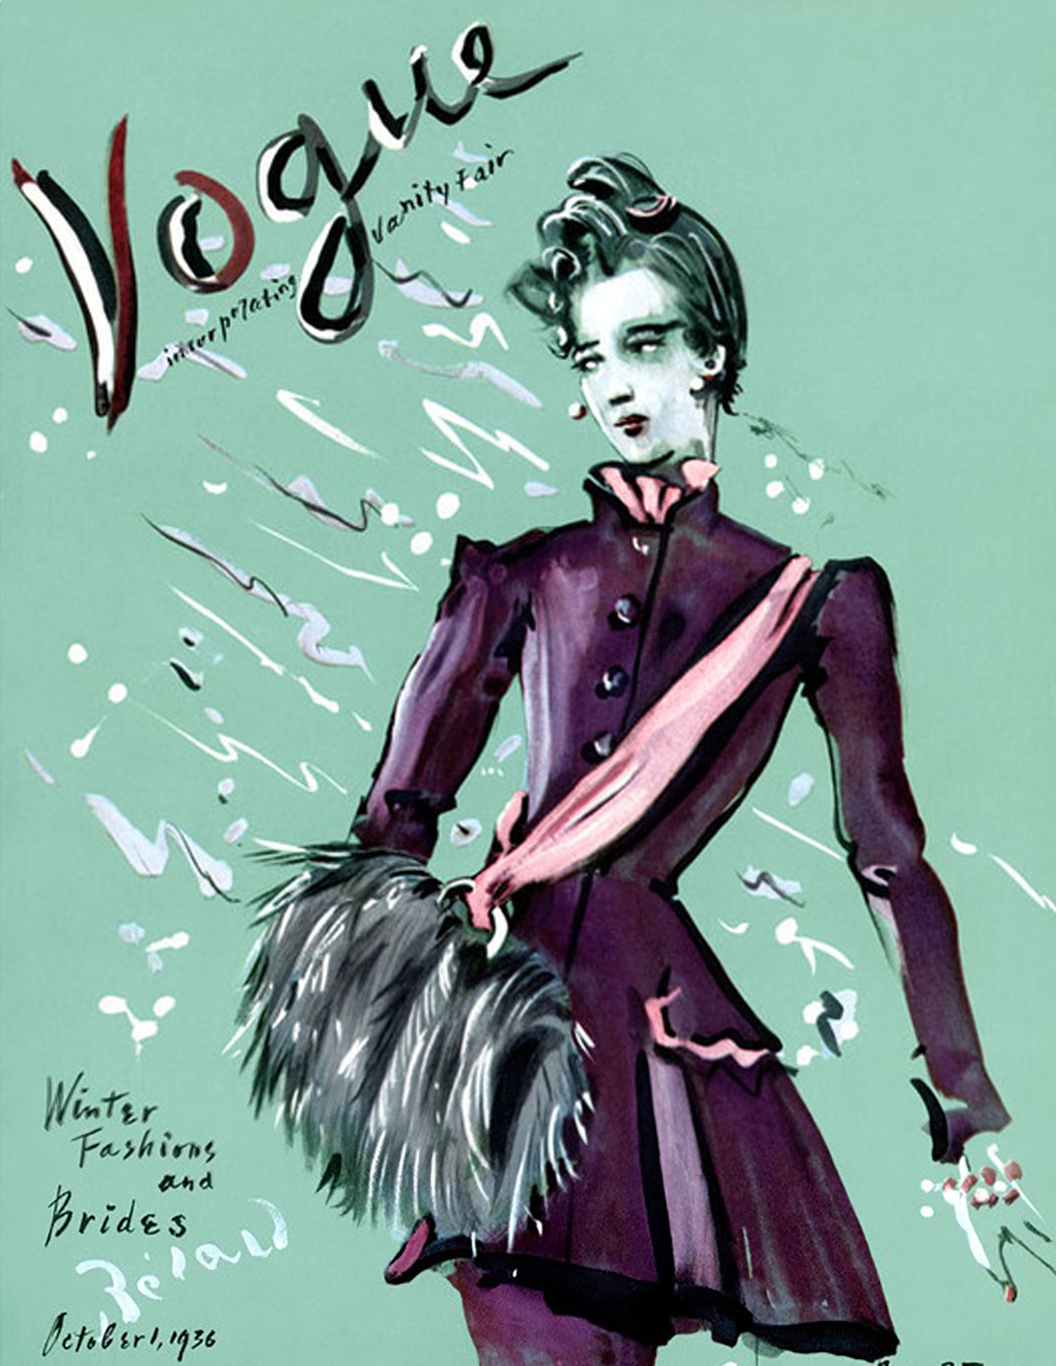 Vogue
incorporating Vanity Fair
Winter
Fashions
and
Brides
Bérard
October 1, 1936